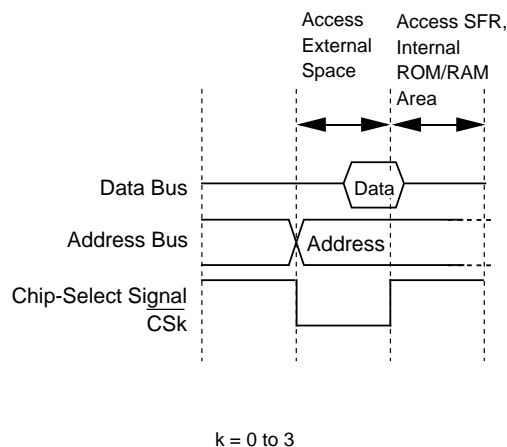 Access
External
Space
Access SFR,
Internal
ROM/RAM
Area
Data Bus
Data
Address Bus
Address
Chip-Select Signal
CSk
k = 0 to 3